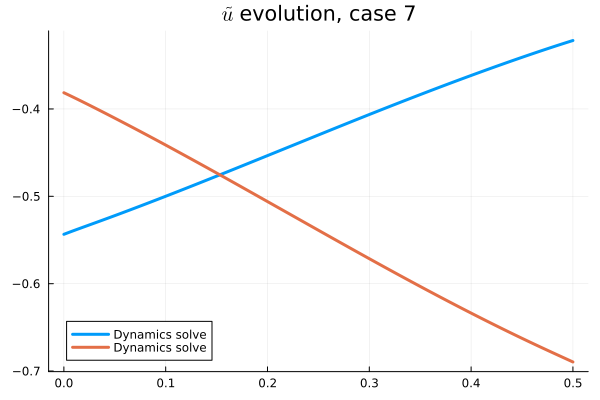 ũ evolution, case 7
−0.4
−0.5
−0.6
−0.7
Dynamics solve
Dynamics solve
0.0 0.1 0.2 0.3 0.4 0.5